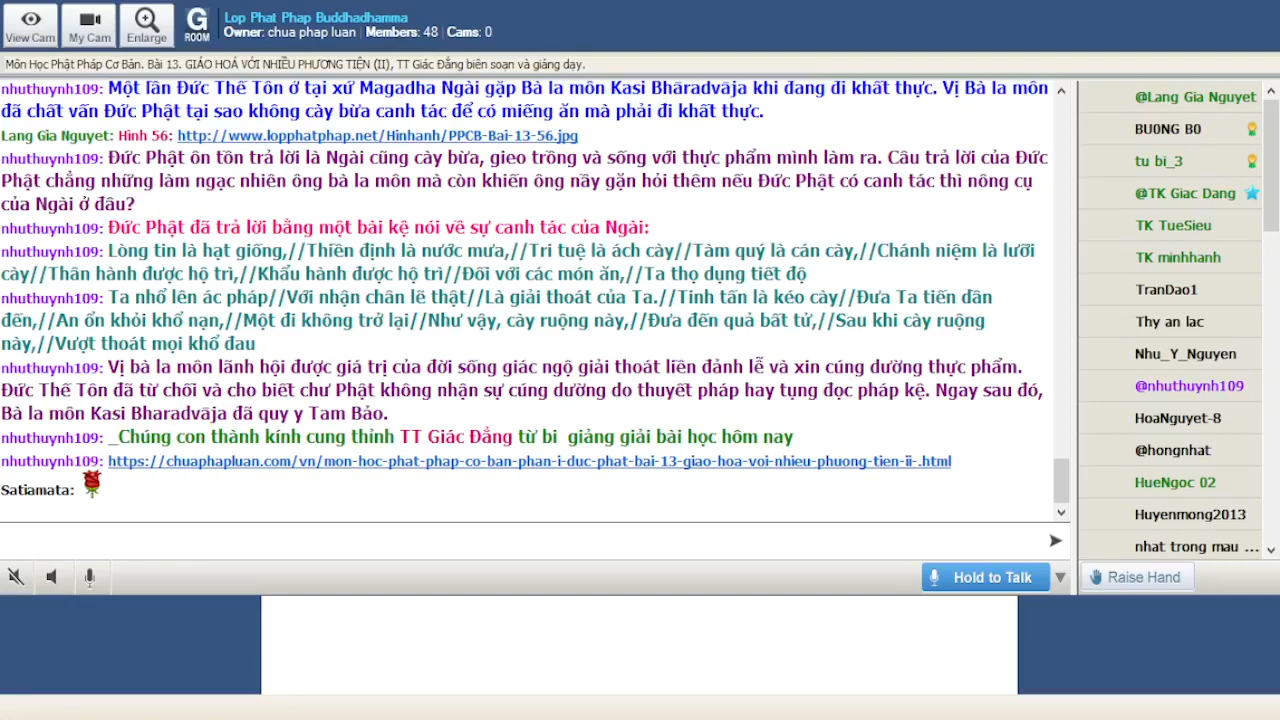 View Cam
My Cam
Enlarge
G ROOM
Lop Phat Phap Buddhadhamma
Owner: chua phap luan | Members: 48 | Cams: 0
Môn Học Phật Pháp Cơ Bản. Bài 13. GIÁO HOÁ VỚI NHIỀU PHƯƠNG TIỆN (II), TT Giác Đẳng biên soạn và giảng dạy.
nhuthuynh109: Một lần Đức Thế Tôn ở tại xứ Magadha Ngài gặp Bà la môn Kasi Bhāradvāja khi đang đi khất thực. Vị Bà la môn
đã chất vấn Đức Phật tại sao không cày bừa canh tác để có miếng ăn mà phải đi khất thực.
Lang Gia Nguyet: Hình 56: http://www.lopphatphap.net/Hinhanh/PPCB-Bai-13-56.jpg
nhuthuynh109: Đức Phật ôn tồn trả lời là Ngài cũng cày bừa, gieo trồng và sống với thực phẩm mình làm ra. Câu trả lời của Đức
Phật chẳng những làm ngạc nhiên ông bà la môn mà còn khiến ông nầy gặn hỏi thêm nếu Đức Phật có canh tác thì nông cụ
của Ngài ở đâu?
nhuthuynh109: Đức Phật đã trả lời bằng một bài kệ nói về sự canh tác của Ngài:
nhuthuynh109: Lòng tin là hạt giống,//Thiền định là nước mưa,//Tri tuệ là ách cày//Tàm quý là cán cày,//Chánh niệm là lưỡi
cày//Thân hành được hộ trì,//Khẩu hành được hộ trì//Đối với các món ăn,//Ta thọ dụng tiết độ
nhuthuynh109: Ta nhổ lên ác pháp//Với nhận chân lẽ thật//Là giải thoát của Ta.//Tinh tấn là kéo cày//Đưa Ta tiến dần
đến,//An ổn khỏi khổ nạn,//Một đi không trở lại//Như vậy, cày ruộng này,//Đưa đến quả bất tử,//Sau khi cày ruộng
này,//Vượt thoát mọi khổ đau
nhuthuynh109: Vị bà la môn lãnh hội được giá trị của đời sống giác ngộ giải thoát liền đảnh lễ và xin cúng dường thực phẩm.
Đức Thế Tôn đã từ chối và cho biết chư Phật không nhận sự cúng dường do thuyết pháp hay tụng đọc pháp kệ. Ngay sau đó,
Bà la môn Kasi Bharadvāja đã quy y Tam Bảo.
nhuthuynh109: _Chúng con thành kính cung thỉnh TT Giác Đẳng từ bi giảng giải bài học hôm nay
nhuthuynh109: https://chuaphapluan.com/vn/mon-hoc-phat-phap-co-ban-phan-i-duc-phat-bai-13-giao-hoa-voi-nhieu-phuong-tien-ii-.html
Satiamata:
Hold to Talk
@Lang Gia Nguyet
BU0NG B0
tu bi_3
@TK Giac Dang
TK TueSieu
TK minhhanh
TranDao1
Thy an lac
Nhu_Y_Nguyen
@nhuthuynh109
HoaNguyet-8
@hongnhat
HueNgoc 02
Huyenmong2013
nhat trong mau ...
Raise Hand